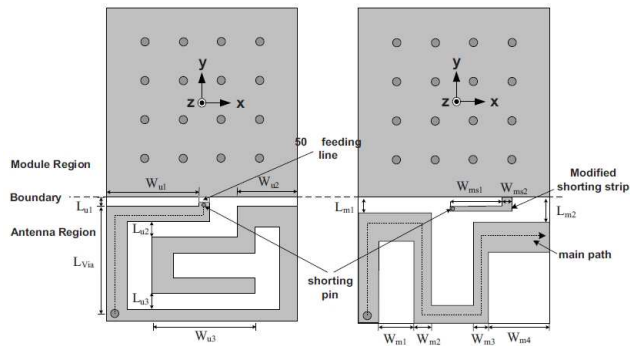 y
z
x
y
z
x
50 feeding
line
Module Region
Boundary
Antenna Region
W_u1
W_u2
W_ms1
W_ms2
Modified
shorting strip
L_u1
L_u2
L_u3
L_Via
W_u3
shorting
pin
L_m1
L_m2
main path
W_m1
W_m2
W_m3
W_m4